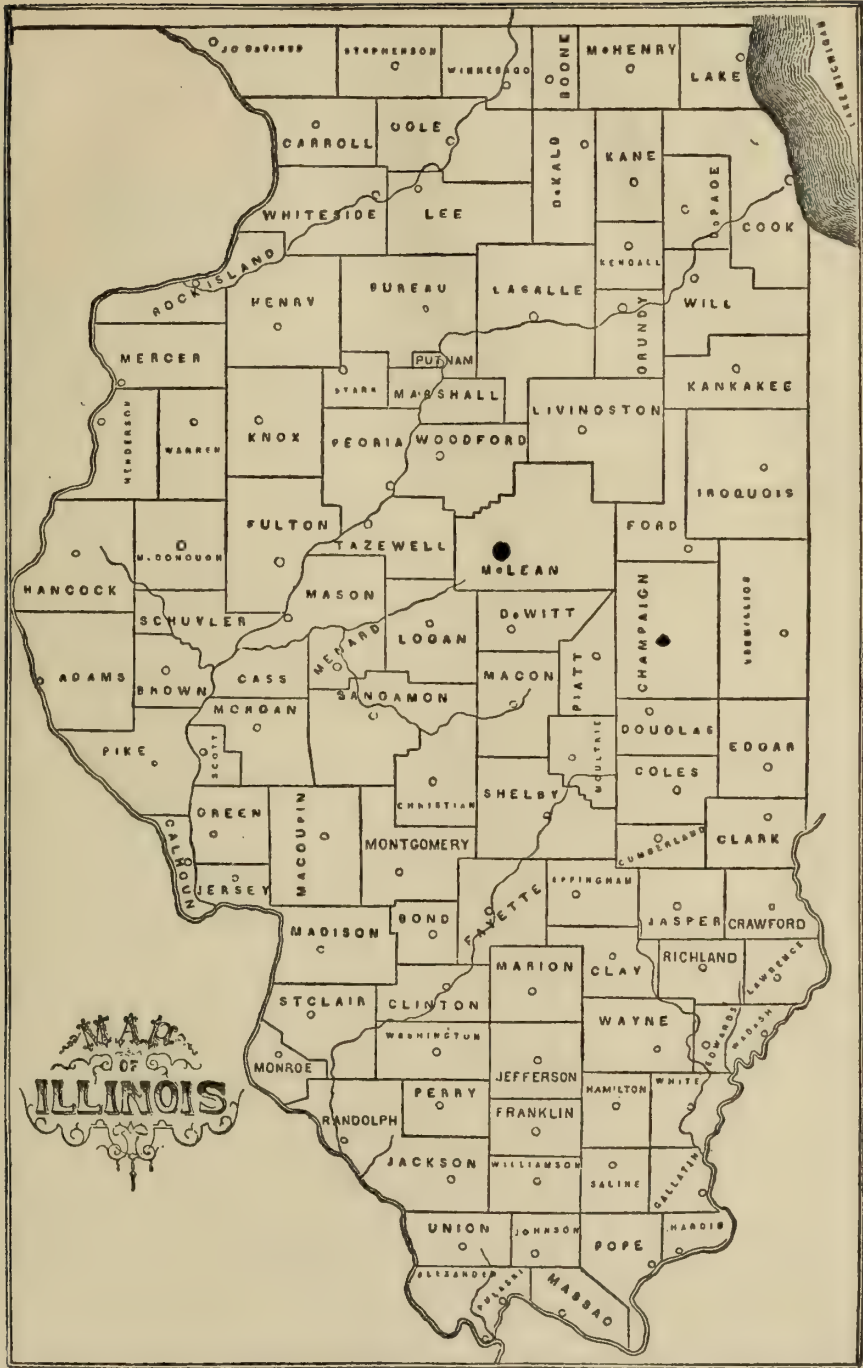 JO DAVIESS
STEPHENSON
WINNEBAGO
BOONE
McHENRY
LAKE
LAKE MICHIGAN
CARROLL
OGLE
DeKALB
KANE
DuPAGE
COOK
WHITESIDE
LEE
KENDALL
ROCK ISLAND
HENRY
BUREAU
LASALLE
GRUNDY
WILL
MERCER
PUTNAM
KANKAKEE
STARK
MARSHALL
LIVINGSTON
HENDERSON
WARREN
KNOX
PEORIA
WOODFORD
IROQUOIS
FULTON
TAZEWELL
FORD
McDONOUGH
McLEAN
HANCOCK
MASON
SCHUYLER
DeWITT
CHAMPAIGN
VERMILLION
MENARD
LOGAN
PIATT
ADAMS
BROWN
CASS
MACON
SANGAMON
MORGAN
DOUGLAS
PIKE
SCOTT
MOULTRIE
EDGAR
COLES
CHRISTIAN
SHELBY
GREEN
MACOUPIN
CALHOUN
MONTGOMERY
CUMBERLAND
CLARK
JERSEY
FAYETTE
EFFINGHAM
MADISON
BOND
JASPER
CRAWFORD
MARION
CLAY
RICHLAND
LAWRENCE
ST CLAIR
CLINTON
WAYNE
EDWARDS
WABASH
WASHINGTON
MONROE
JEFFERSON
HAMILTON
WHITE
PERRY
RANDOLPH
FRANKLIN
JACKSON
WILLIAMSON
SALINE
GALLATIN
UNION
JOHNSON
POPE
HARDIN
ALEXANDER
PULASKI
MASSAC
MAP
OF
ILLINOIS